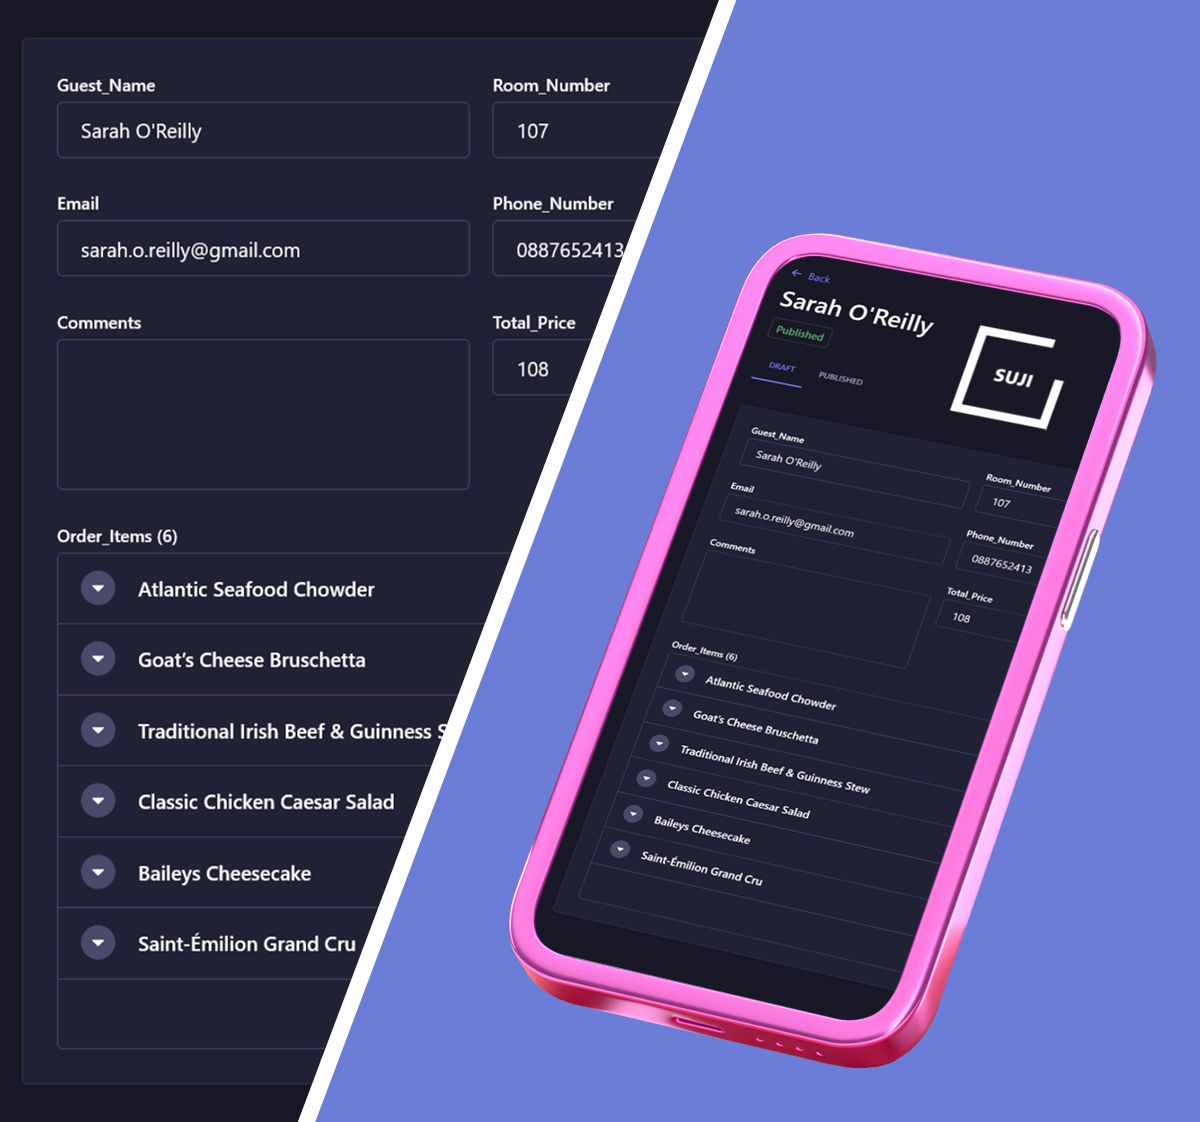 Guest_Name
Room_Number
Sarah O'Reilly
107
Email
Phone_Number
sarah.o.reilly@gmail.com
0887652413
Comments
Total_Price
108
Order_Items (6)
Atlantic Seafood Chowder
Goat's Cheese Bruschetta
Traditional Irish Beef & Guinness S
Classic Chicken Caesar Salad
Baileys Cheesecake
Saint-Émilion Grand Cru
← Back
Sarah O'Reilly
Published
SUJI
DRAFT
PUBLISHED
Guest_Name
Sarah O'Reilly
Room_Number
107
Email
sarah.o.reilly@gmail.com
Phone_Number
0887652413
Comments
Total_Price
108
Order_Items (6)
Atlantic Seafood Chowder
Goat's Cheese Bruschetta
Traditional Irish Beef & Guinness Stew
Classic Chicken Caesar Salad
Baileys Cheesecake
Saint-Émilion Grand Cru